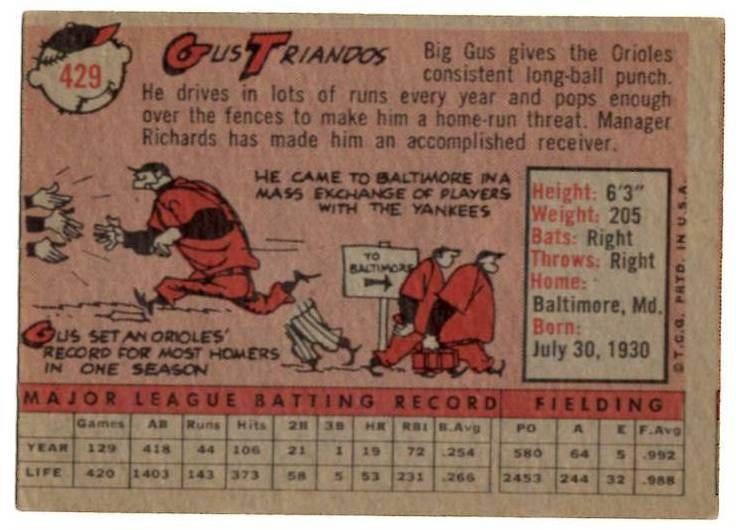 429
GUS TRIANDOS
Big Gus gives the Orioles
consistent long-ball punch.
He drives in lots of runs every year and pops enough
over the fences to make him a home-run threat. Manager
Richards has made him an accomplished receiver.
HE CAME TO BALTIMORE IN A
MASS EXCHANGE OF PLAYERS
WITH THE YANKEES
TO
BALTIMORE
GUS SET AN ORIOLES'
RECORD FOR MOST HOMERS
IN ONE SEASON
Height: 6'3"
Weight: 205
Bats: Right
Throws: Right
Home:
Baltimore, Md.
Born:
July 30, 1930
© T.C.G. PRTD. IN U.S.A.
MAJOR LEAGUE BATTING RECORD FIELDING
Games AB Runs Hits 2B 3B HR RBI B.Avg PO A E F.Avg
YEAR 129 418 44 106 21 1 19 72 .254 580 64 5 .992
LIFE 420 1403 143 373 58 5 53 231 .266 2453 244 32 .988